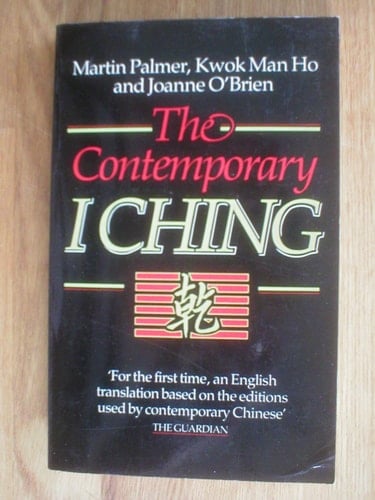 Martin Palmer, Kwok Man Ho
and Joanne O'Brien
The
Contemporary
I CHING
乾
'For the first time, an English
translation based on the editions
used by contemporary Chinese'
THE GUARDIAN